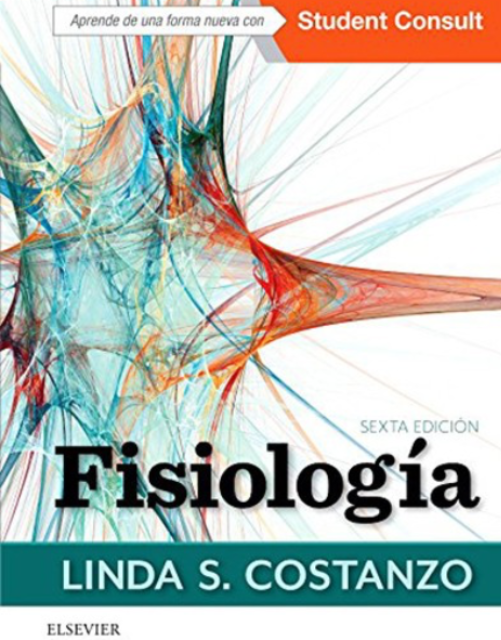 Aprende de una forma nueva con
Student Consult
SEXTA EDICIÓN
Fisiología
LINDA S. COSTANZO
ELSEVIER